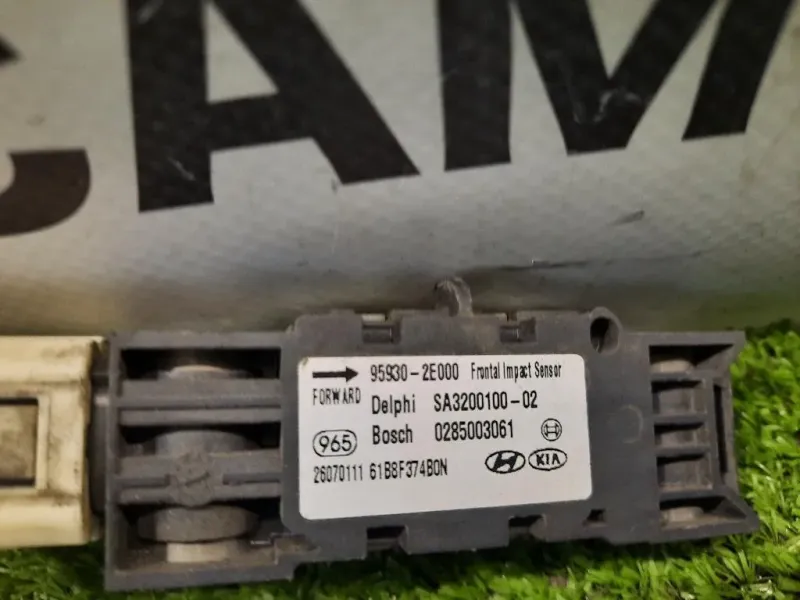 CAM
95930-2E000 Frontal Impact Sensor
FORWARD
Delphi SA3200100-02
Bosch 0285003061
965
26070111 61B8F374B0N
KIA